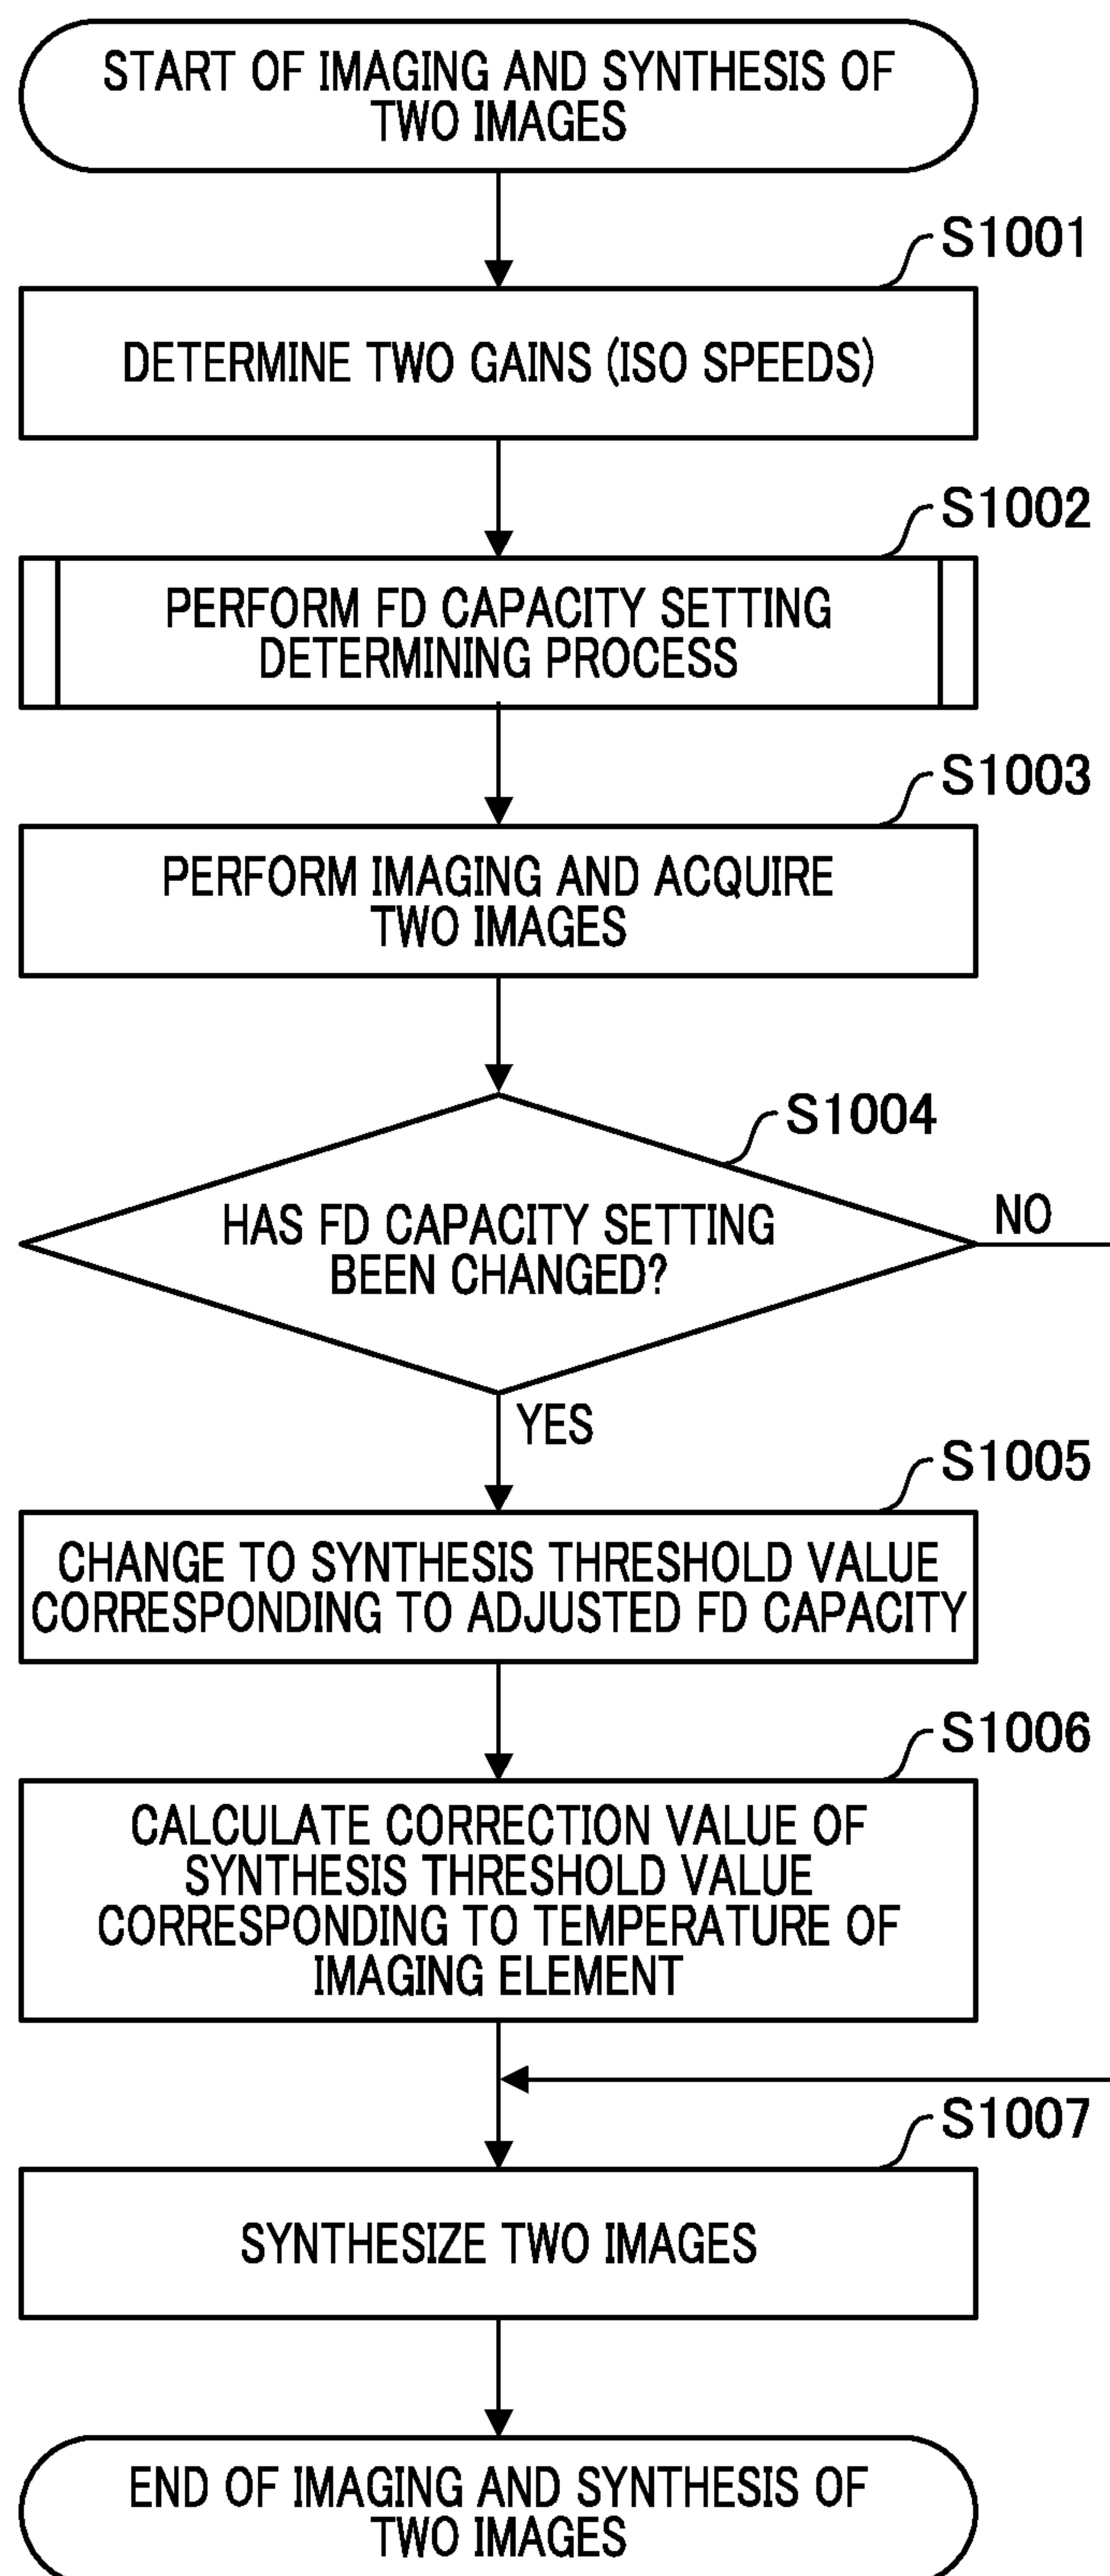 START OF IMAGING AND SYNTHESIS OF
TWO IMAGES
S1001
DETERMINE TWO GAINS (ISO SPEEDS)
S1002
PERFORM FD CAPACITY SETTING
DETERMINING PROCESS
S1003
PERFORM IMAGING AND ACQUIRE
TWO IMAGES
S1004
HAS FD CAPACITY SETTING
BEEN CHANGED?
NO
YES
S1005
CHANGE TO SYNTHESIS THRESHOLD VALUE
CORRESPONDING TO ADJUSTED FD CAPACITY
S1006
CALCULATE CORRECTION VALUE OF
SYNTHESIS THRESHOLD VALUE
CORRESPONDING TO TEMPERATURE OF
IMAGING ELEMENT
S1007
SYNTHESIZE TWO IMAGES
END OF IMAGING AND SYNTHESIS OF
TWO IMAGES